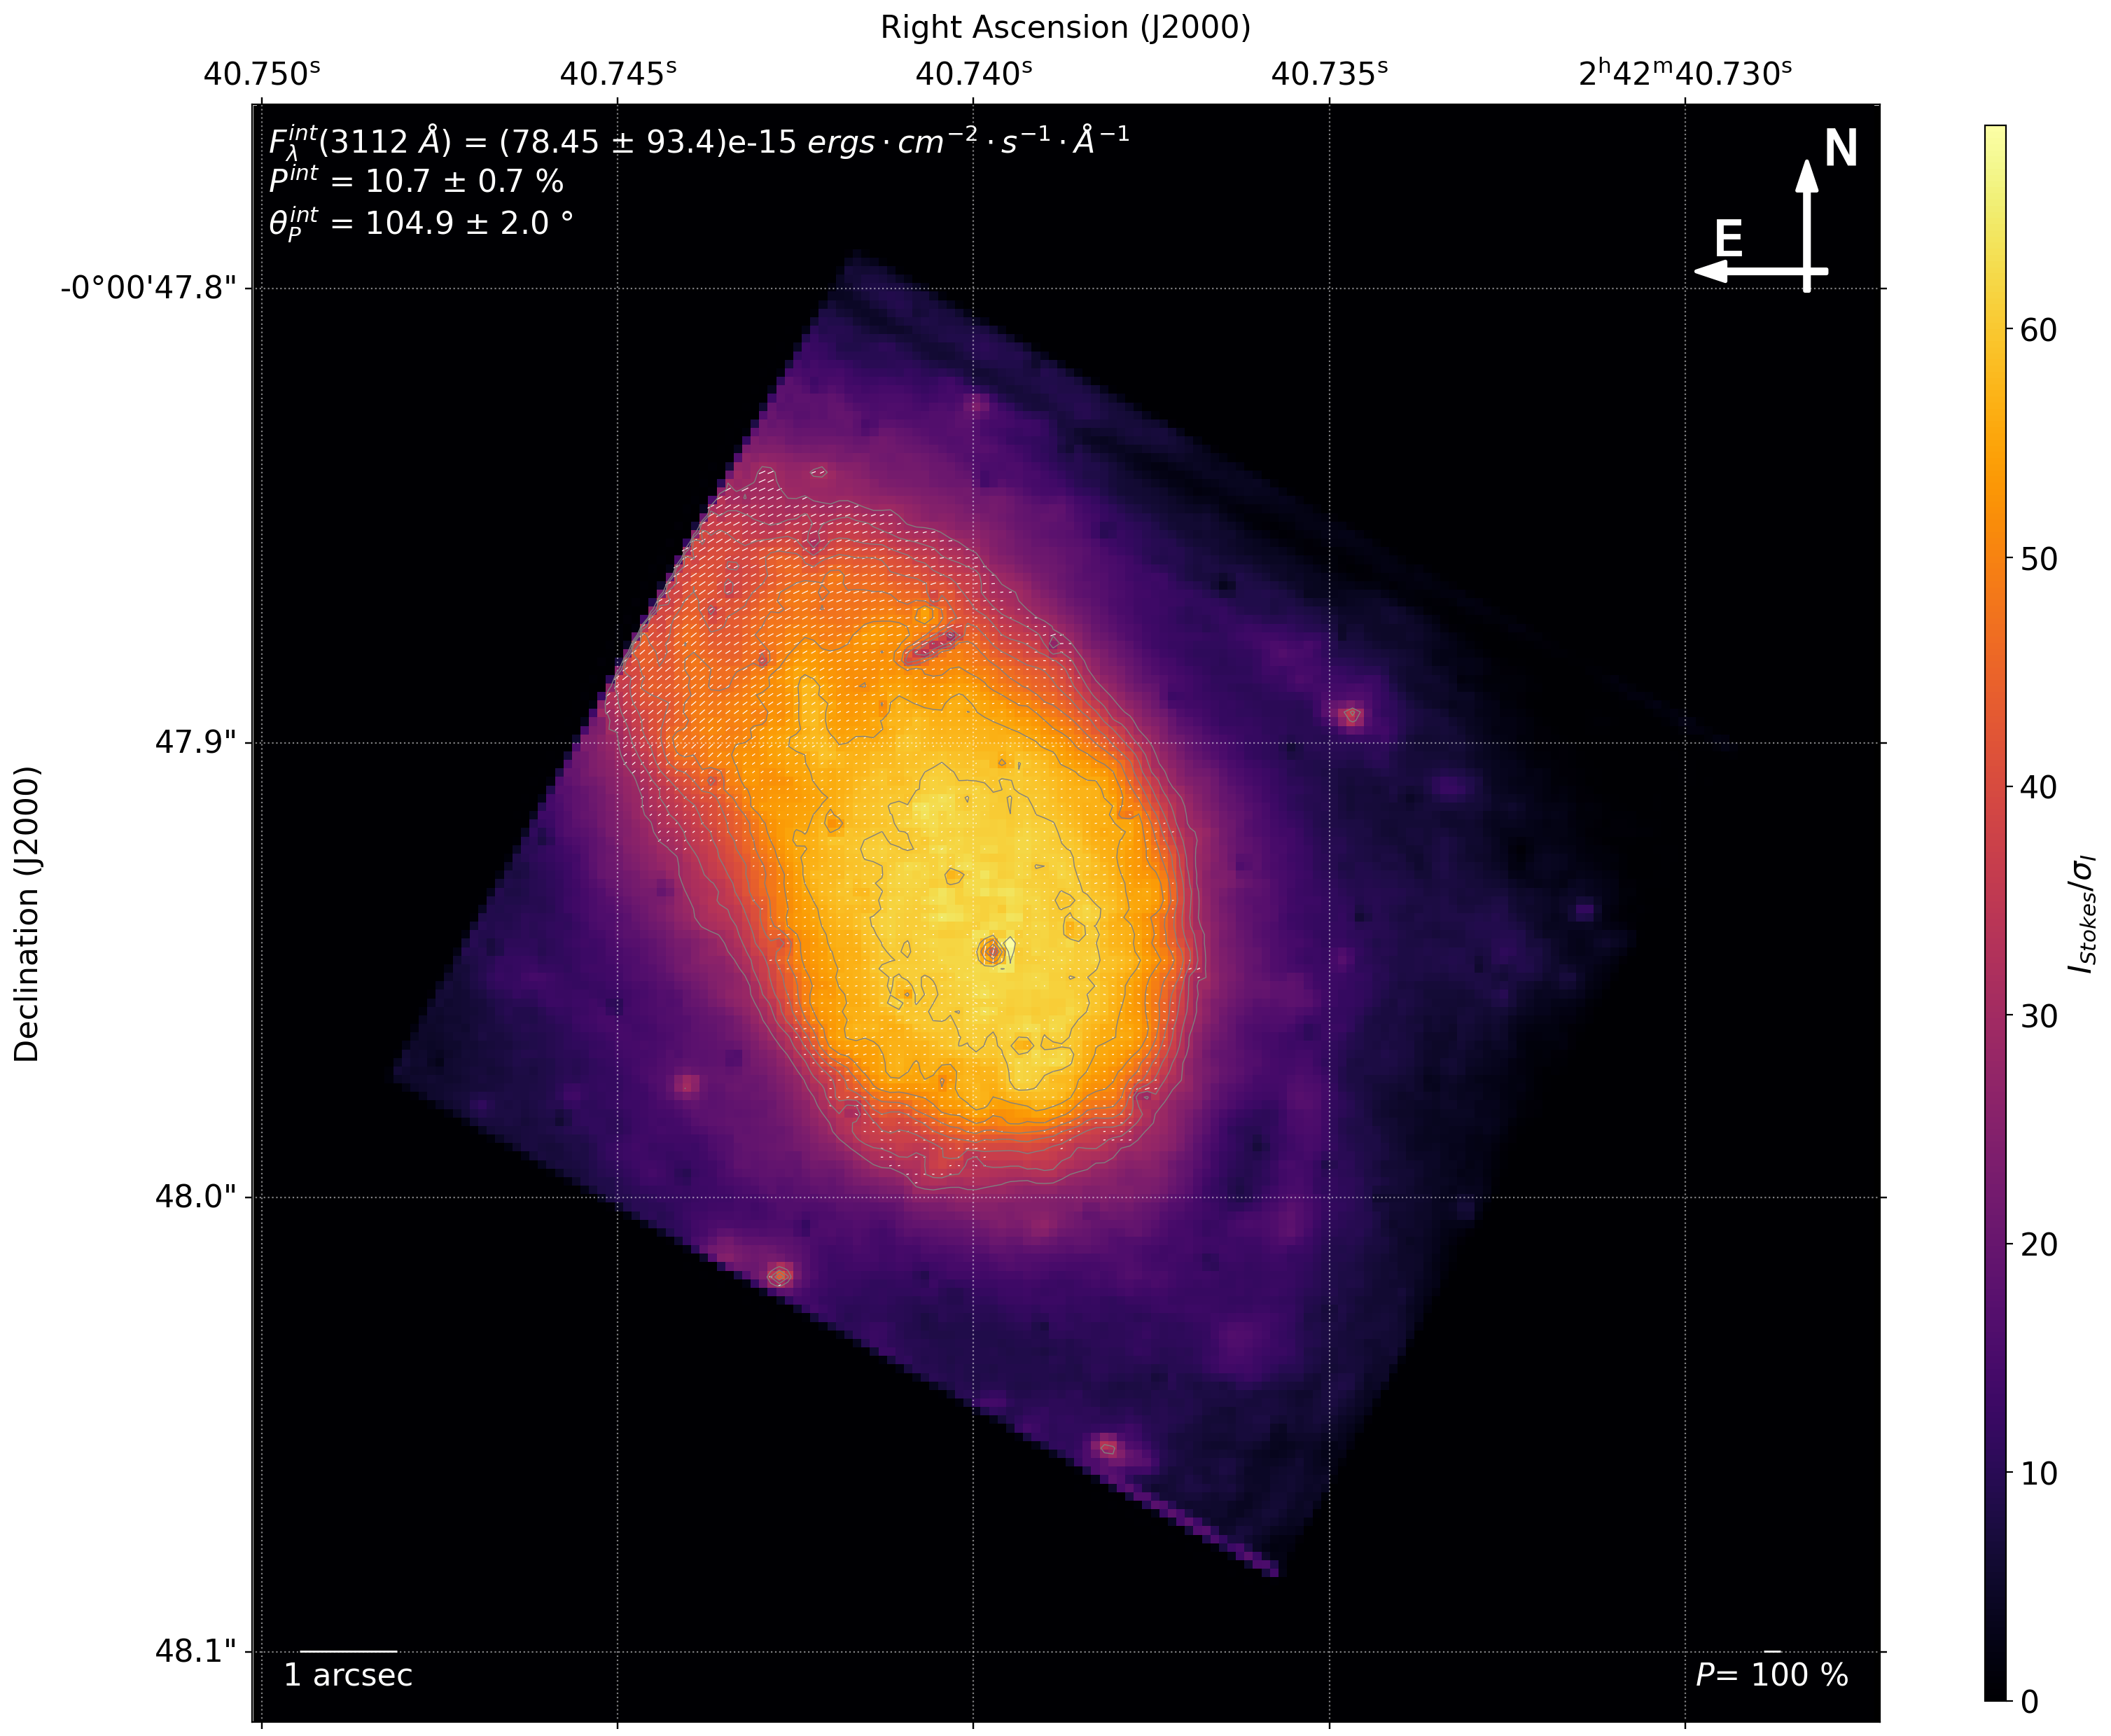 Right Ascension (J2000)
40.750ˢ 40.745ˢ 40.740ˢ 40.735ˢ 2ʰ42ᵐ40.730ˢ
F_λ^int(3112 Å) = (78.45 ± 93.4)e-15 ergs · cm⁻² · s⁻¹ · Å⁻¹
P^int = 10.7 ± 0.7 %
θ_P^int = 104.9 ± 2.0 °
N
E
-0°00'47.8"
47.9"
48.0"
48.1"
Declination (J2000)
1 arcsec
P= 100 %
60
50
40
30
20
10
0
I_Stokes/σ_I